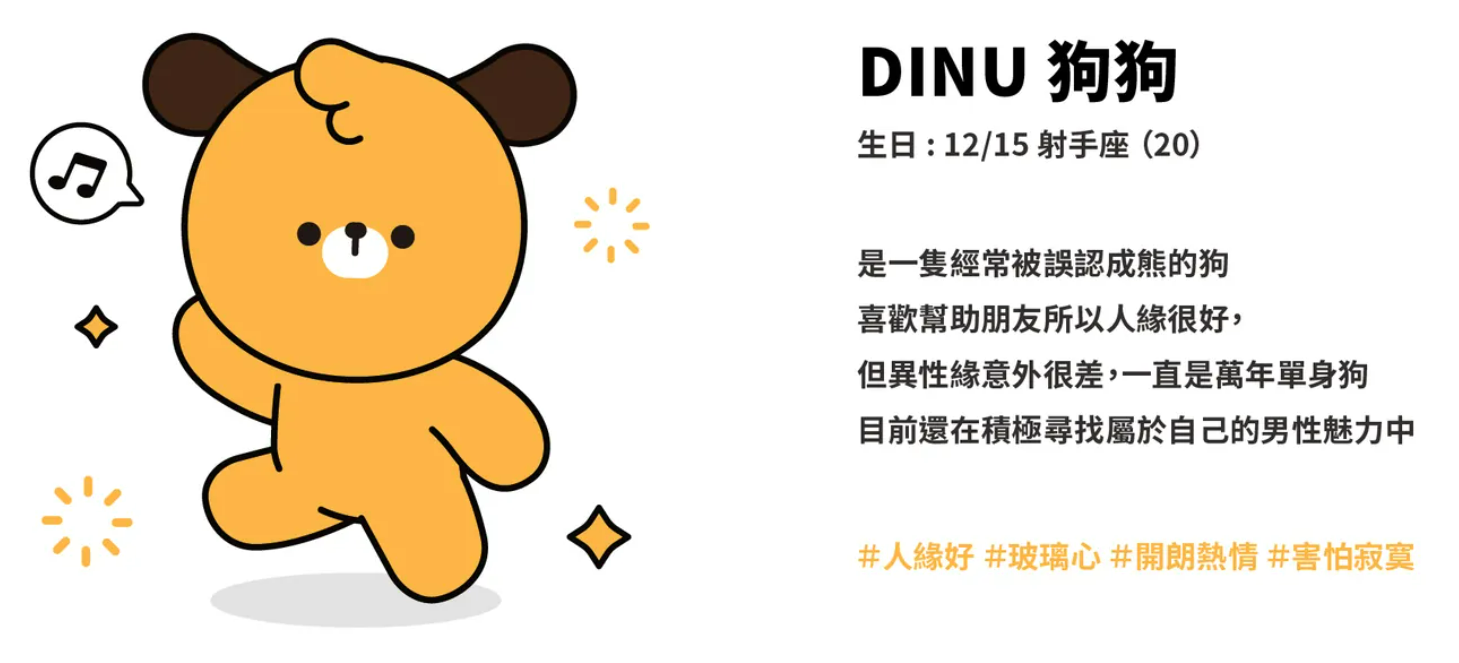 DINU 狗狗
生日 : 12/15 射手座 (20)
是一隻經常被誤認成熊的狗
喜歡幫助朋友所以人緣很好，
但異性緣意外很差，一直是萬年單身狗
目前還在積極尋找屬於自己的男性魅力中
#人緣好 #玻璃心 #開朗熱情 #害怕寂寞